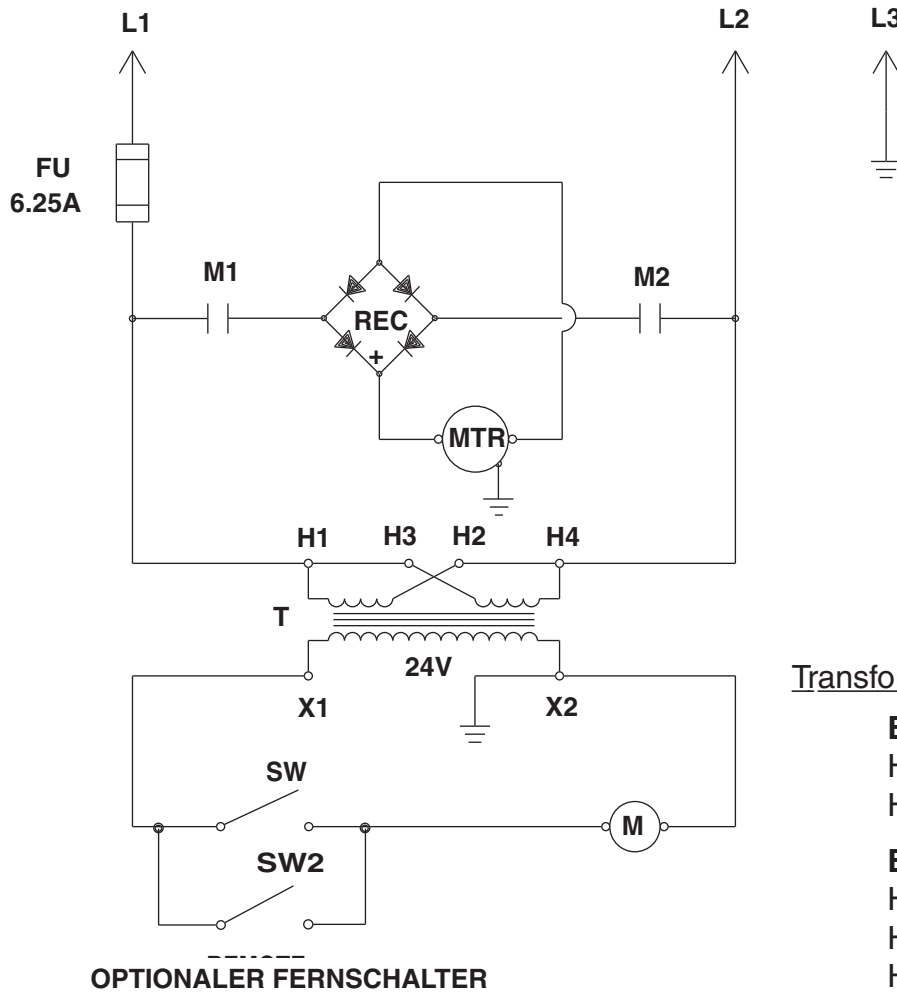 L1
L2
L3
FU
6.25A
M1
M2
REC
+
MTR
H1
H3
H2
H4
T
24V
X1
X2
SW
M
SW2
OPTIONALER FERNSCHALTER